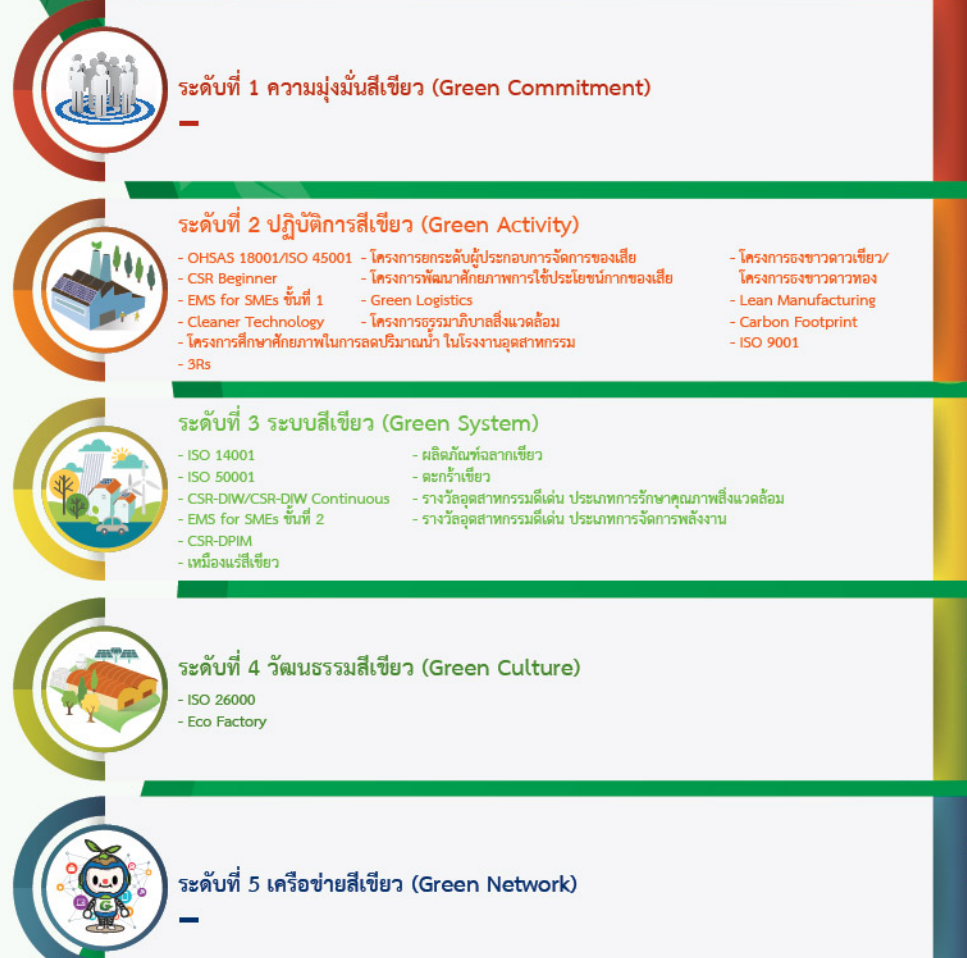 ระดับที่ 1 ความมุ่งมั่นสีเขียว (Green Commitment)
–
ระดับที่ 2 ปฏิบัติการสีเขียว (Green Activity)
- OHSAS 18001/ISO 45001 - โครงการยกระดับผู้ประกอบการจัดการของเสีย - โครงการธงขาวดาวเขียว/
- CSR Beginner - โครงการพัฒนาศักยภาพการใช้ประโยชน์กากของเสีย โครงการธงขาวดาวทอง
- EMS for SMEs ขั้นที่ 1 - Green Logistics - Lean Manufacturing
- Cleaner Technology - โครงการธรรมาภิบาลสิ่งแวดล้อม - Carbon Footprint
- โครงการศึกษาศักยภาพในการลดปริมาณน้ำ ในโรงงานอุตสาหกรรม - ISO 9001
- 3Rs
ระดับที่ 3 ระบบสีเขียว (Green System)
- ISO 14001 - ผลิตภัณฑ์ฉลากเขียว
- ISO 50001 - ตะกร้าเขียว
- CSR-DIW/CSR-DIW Continuous - รางวัลอุตสาหกรรมดีเด่น ประเภทการรักษาคุณภาพสิ่งแวดล้อม
- EMS for SMEs ขั้นที่ 2 - รางวัลอุตสาหกรรมดีเด่น ประเภทการจัดการพลังงาน
- CSR-DPIM
- เหมืองแร่สีเขียว
ระดับที่ 4 วัฒนธรรมสีเขียว (Green Culture)
- ISO 26000
- Eco Factory
G
ระดับที่ 5 เครือข่ายสีเขียว (Green Network)
–